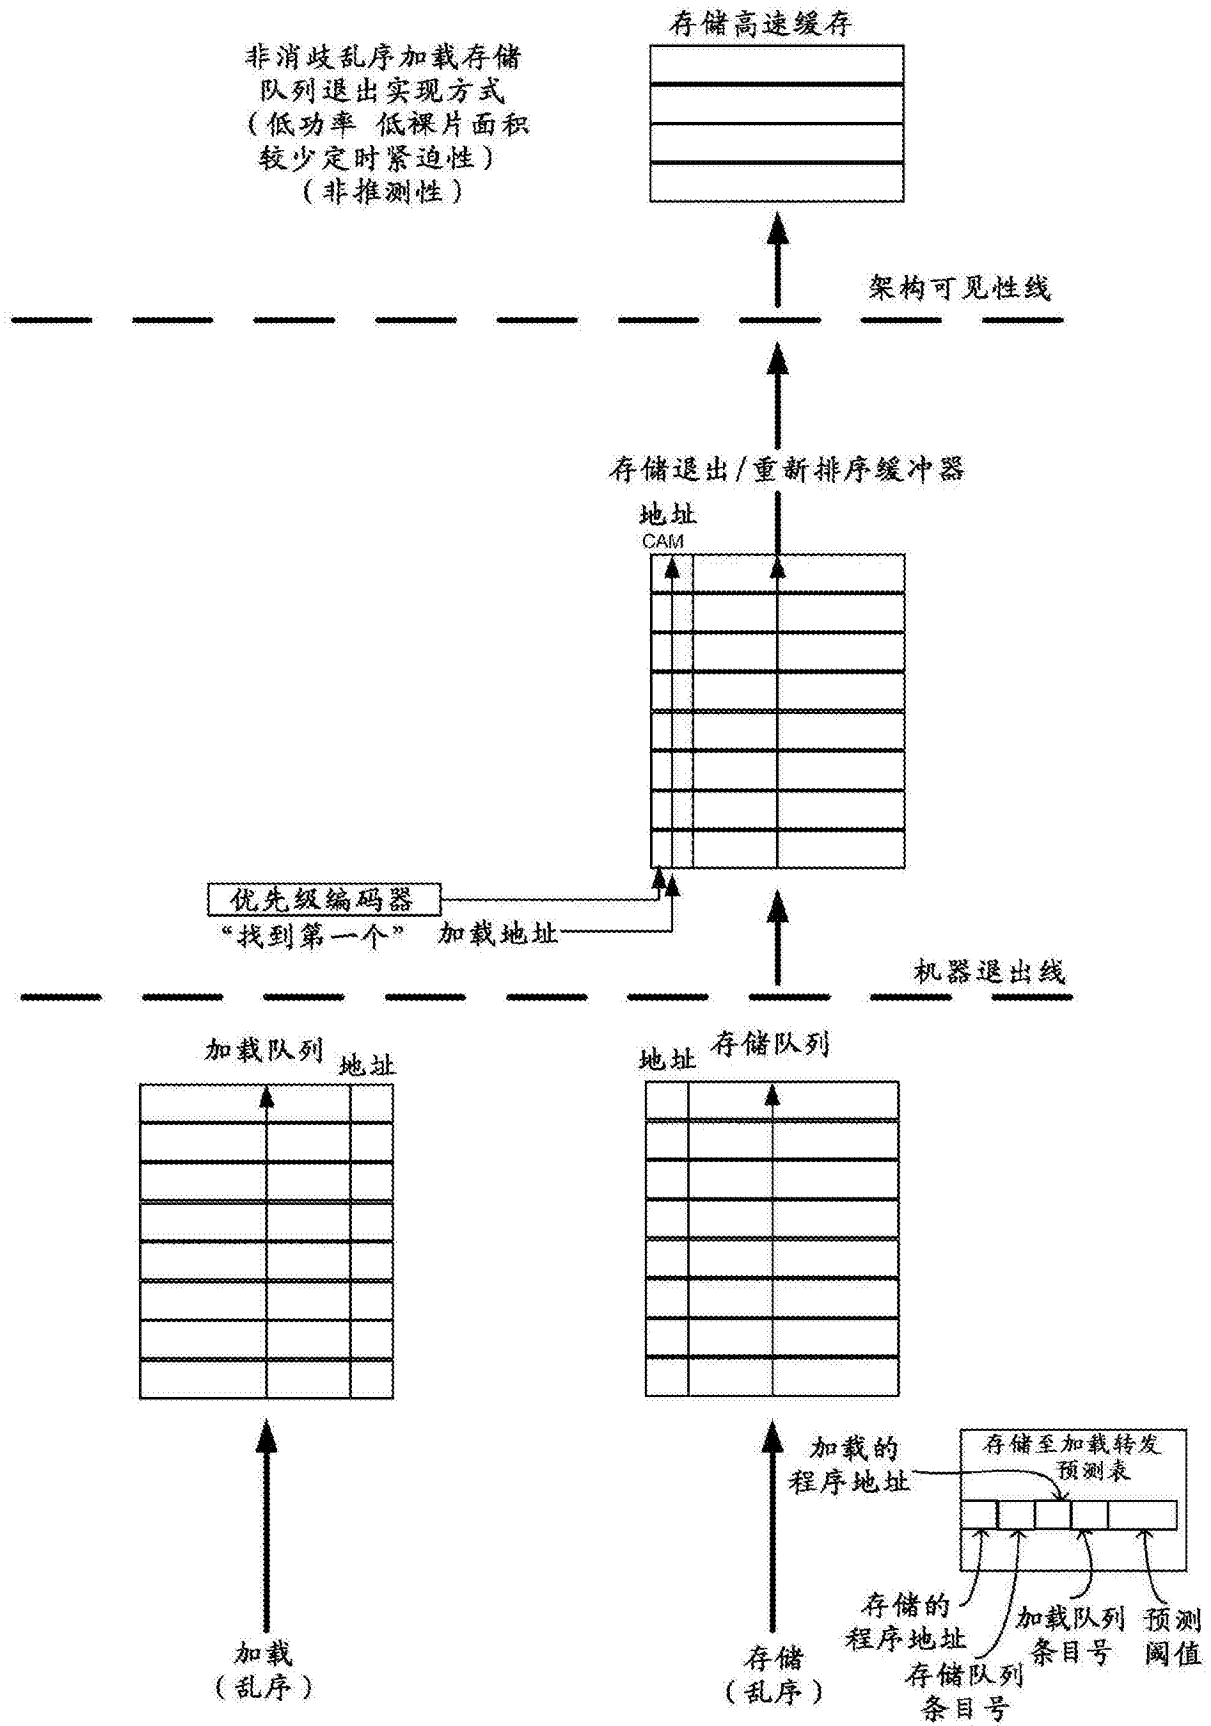 存储高速缓存
非消歧乱序加载存储
队列退出实现方式
(低功率 低裸片面积
较少定时紧迫性)
(非推测性)
架构可见性线
存储退出/重新排序缓冲器
地址
CAM
优先级编码器
“找到第一个”
加载地址
机器退出线
加载队列
地址
地址
存储队列
加载的
程序地址
存储至加载转发
预测表
存储的
程序地址
存储队列
条目号
加载队列
条目号
预测
阈值
加载
(乱序)
存储
(乱序)